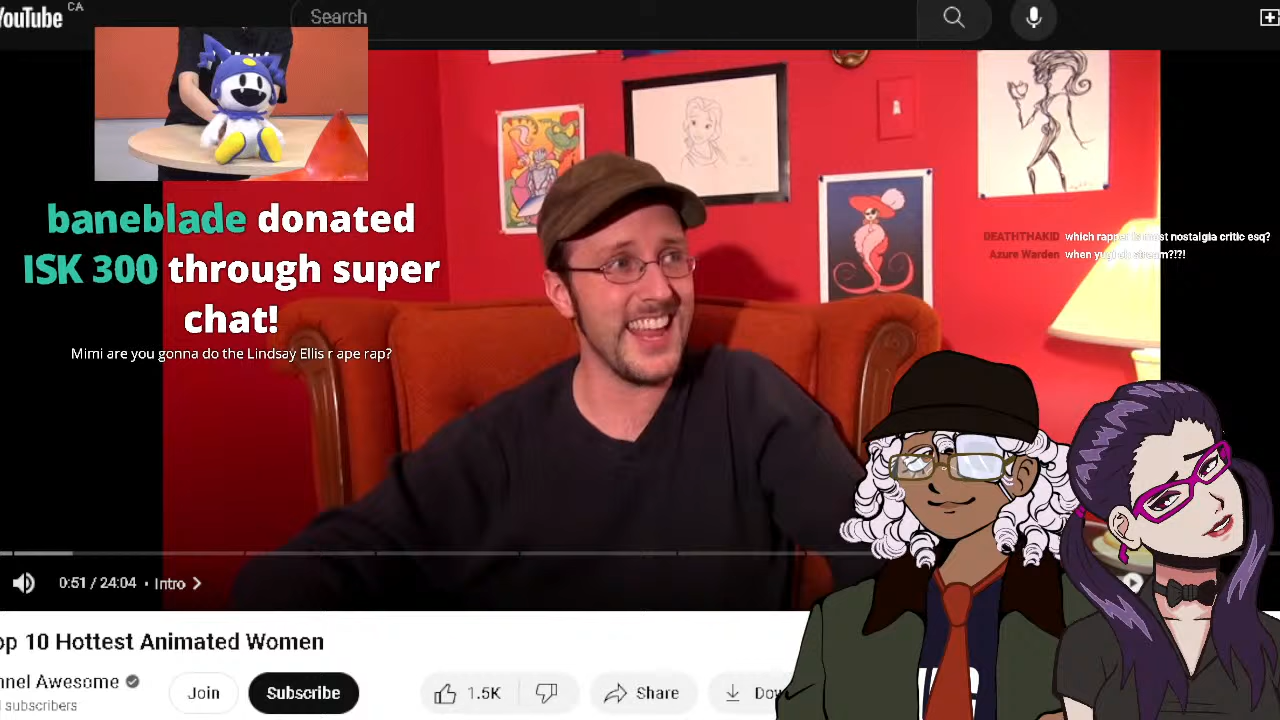 YouTube CA
Search
baneblade donated
ISK 300 through super
chat!
Mimi are you gonna do the Lindsay Ellis r ape rap?
DEATHTHAKID which rapper is most nostalgia critic esq?
Azure Warden when
0:51 / 24:04 • Intro
op 10 Hottest Animated Women
nnel Awesome
subscribers
Join
Subscribe
1.5K
Share
Dow